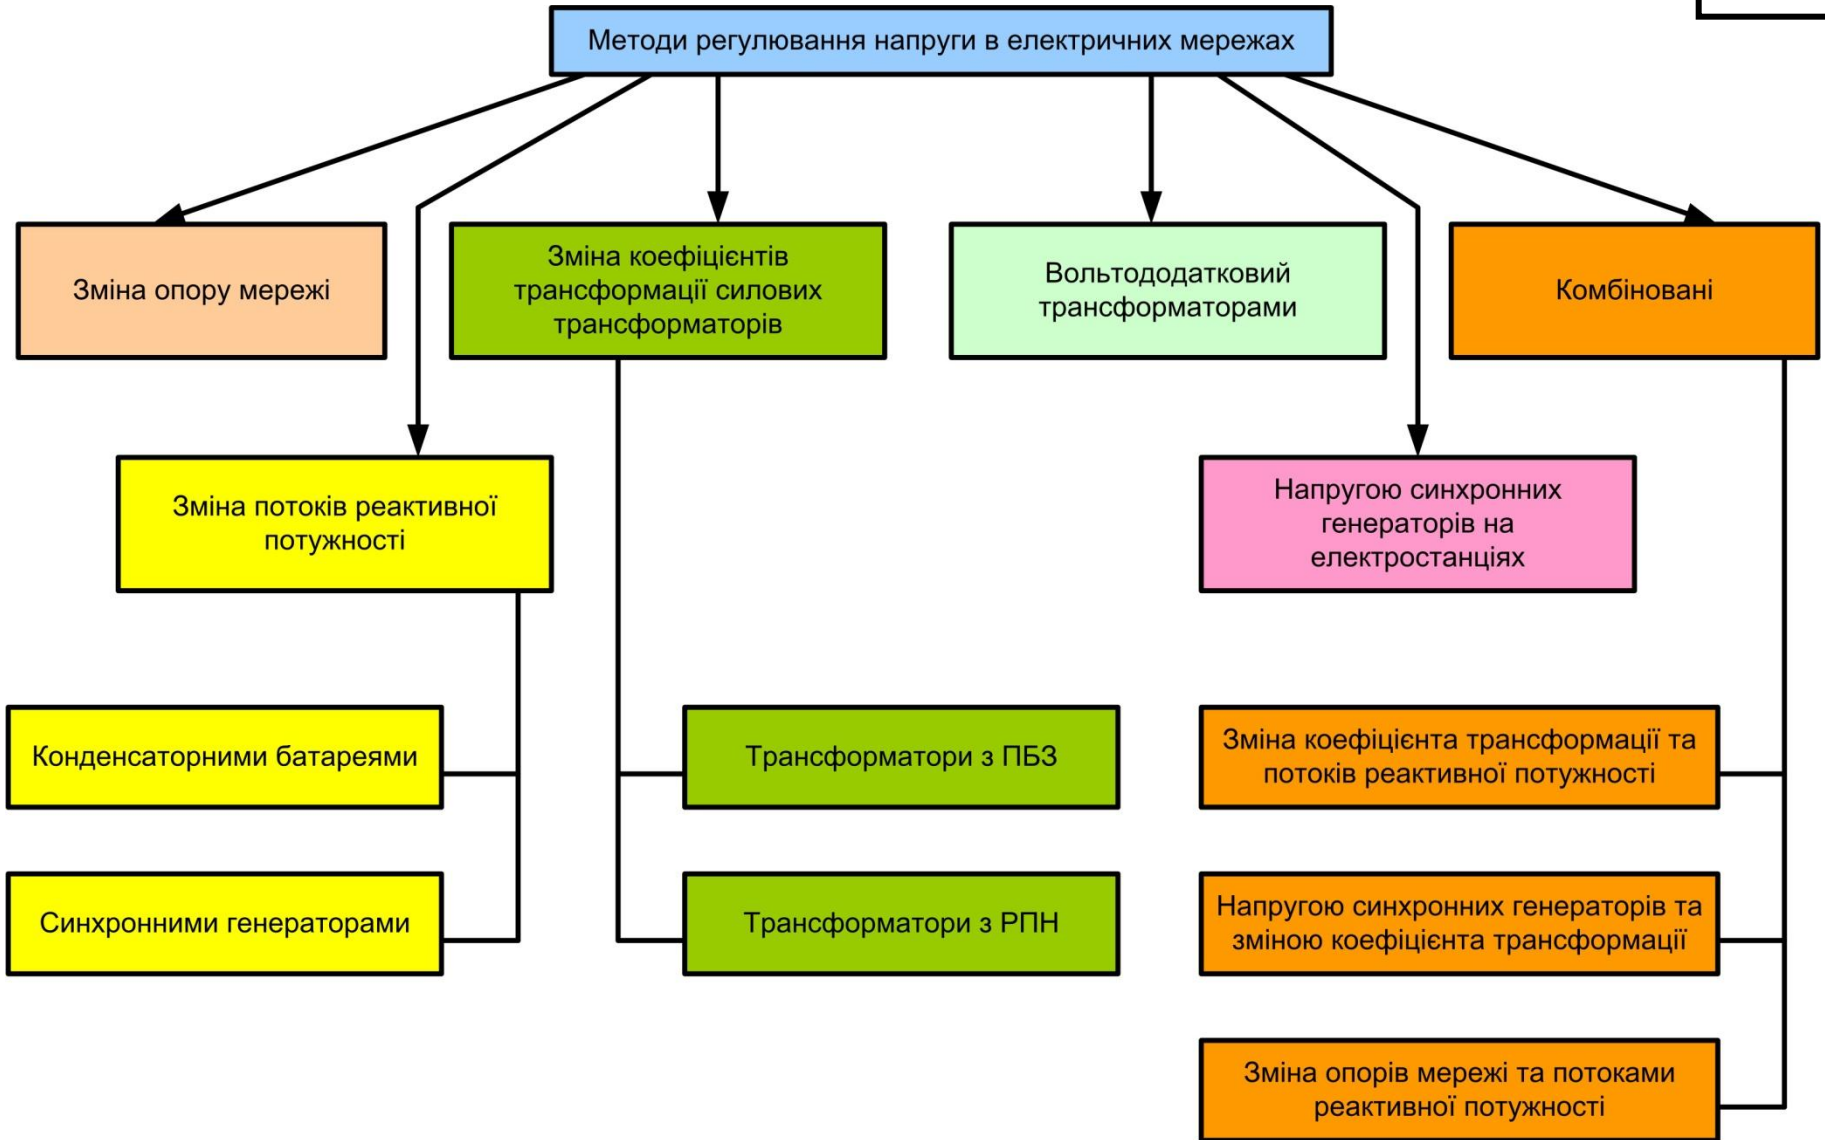 Методи регулювання напруги в електричних мережах
Зміна опору мережі
Зміна коефіцієнтів
трансформації силових
трансформаторів
Вольтододатковий
трансформаторами
Комбіновані
Зміна потоків реактивної
потужності
Напругою синхронних
генераторів на
електростанціях
Конденсаторними батареями
Трансформатори з ПБЗ
Зміна коефіцієнта трансформації та
потоків реактивної потужності
Синхронними генераторами
Трансформатори з РПН
Напругою синхронних генераторів та
зміною коефіцієнта трансформації
Зміна опорів мережі та потоками
реактивної потужності